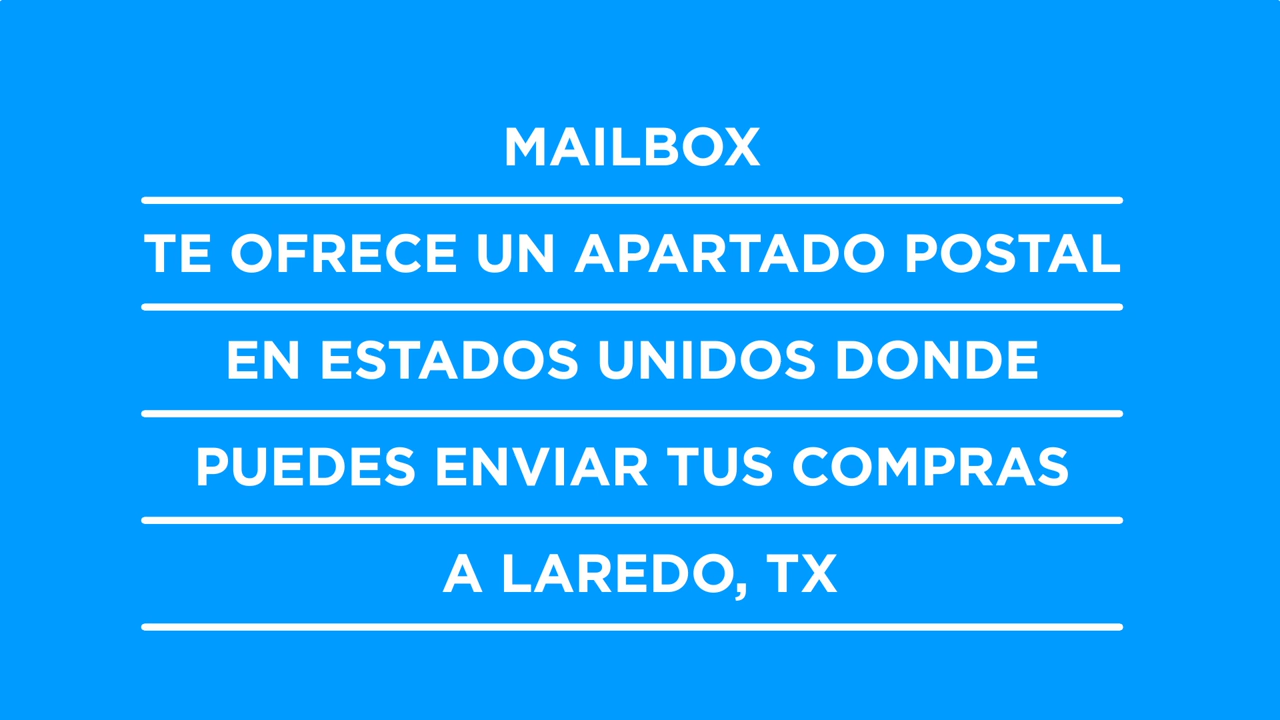 MAILBOX
TE OFRECE UN APARTADO POSTAL
EN ESTADOS UNIDOS DONDE
PUEDES ENVIAR TUS COMPRAS
A LAREDO, TX